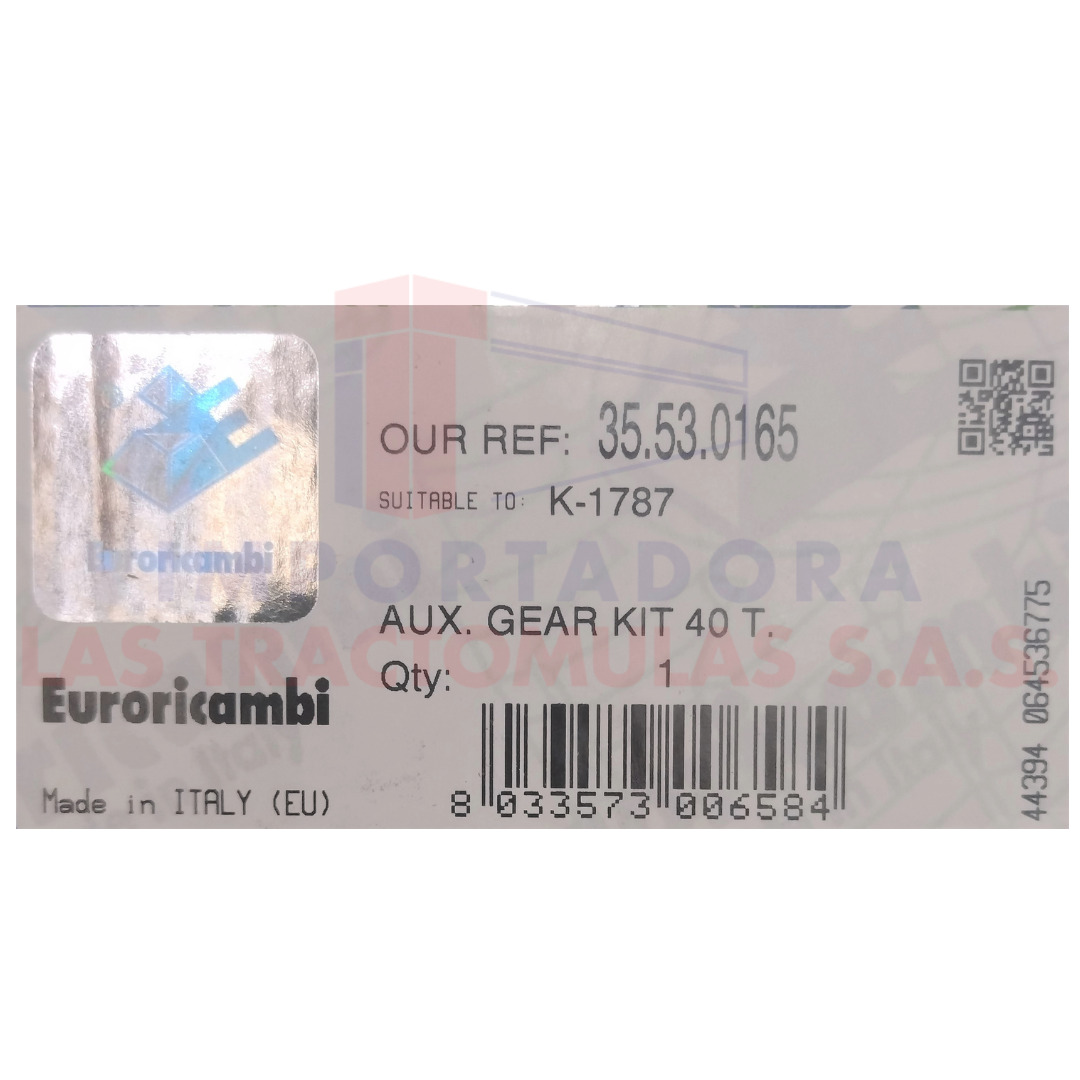 OUR REF: 35.53.0165
SUITABLE TO: K-1787
Euroricambi
IMPORTADORA
AUX. GEAR KIT 40 T.
LAS TRACTOMULAS S.A.S.
Qty: 1
Euroricambi
Made in ITALY (EU)
8 033573 006584
44394 0645536775